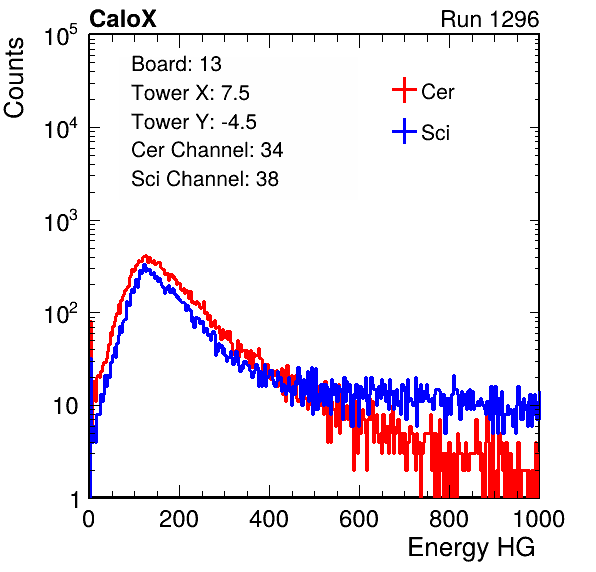 CaloX Run 1296
Counts
Board: 13
Tower X: 7.5
Tower Y: -4.5
Cer Channel: 34
Sci Channel: 38
Cer
Sci
10^5
10^4
10^3
10^2
10
1
0 200 400 600 800 1000
Energy HG